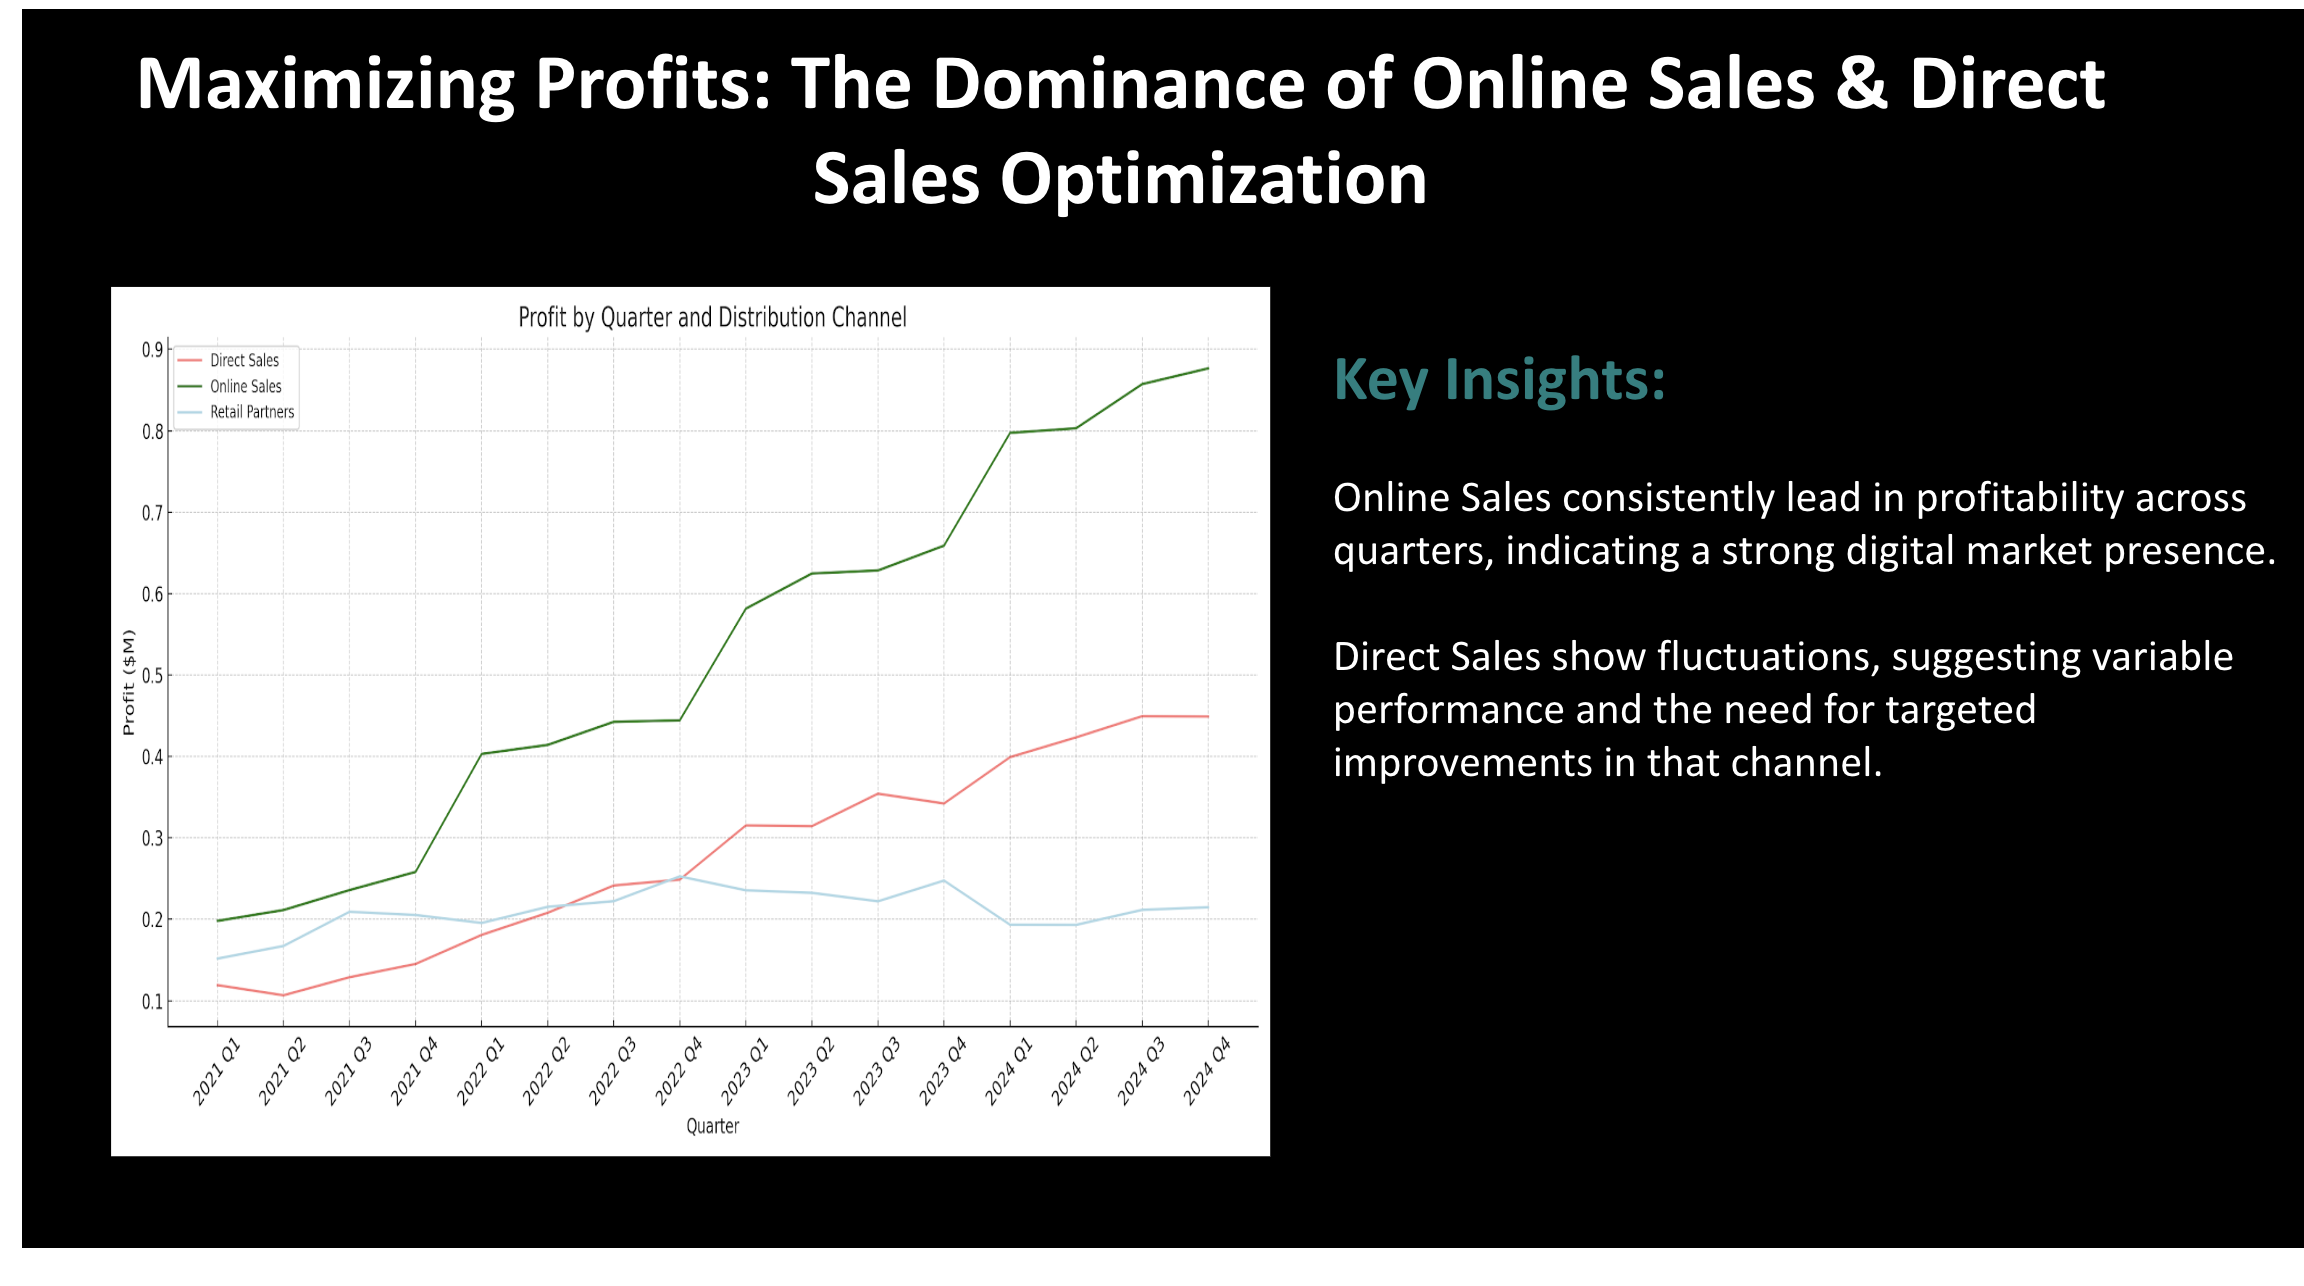 Maximizing Profits: The Dominance of Online Sales & Direct
Sales Optimization
Profit by Quarter and Distribution Channel
Direct Sales
Online Sales
Retail Partners
0.9
0.8
0.7
0.6
0.5
0.4
0.3
0.2
0.1
Profit ($M)
2021 Q1
2021 Q2
2021 Q3
2021 Q4
2022 Q1
2022 Q2
2022 Q3
2022 Q4
2023 Q1
2023 Q2
2023 Q3
2023 Q4
2024 Q1
2024 Q2
2024 Q3
2024 Q4
Quarter
Key Insights:
Online Sales consistently lead in profitability across
quarters, indicating a strong digital market presence.
Direct Sales show fluctuations, suggesting variable
performance and the need for targeted
improvements in that channel.